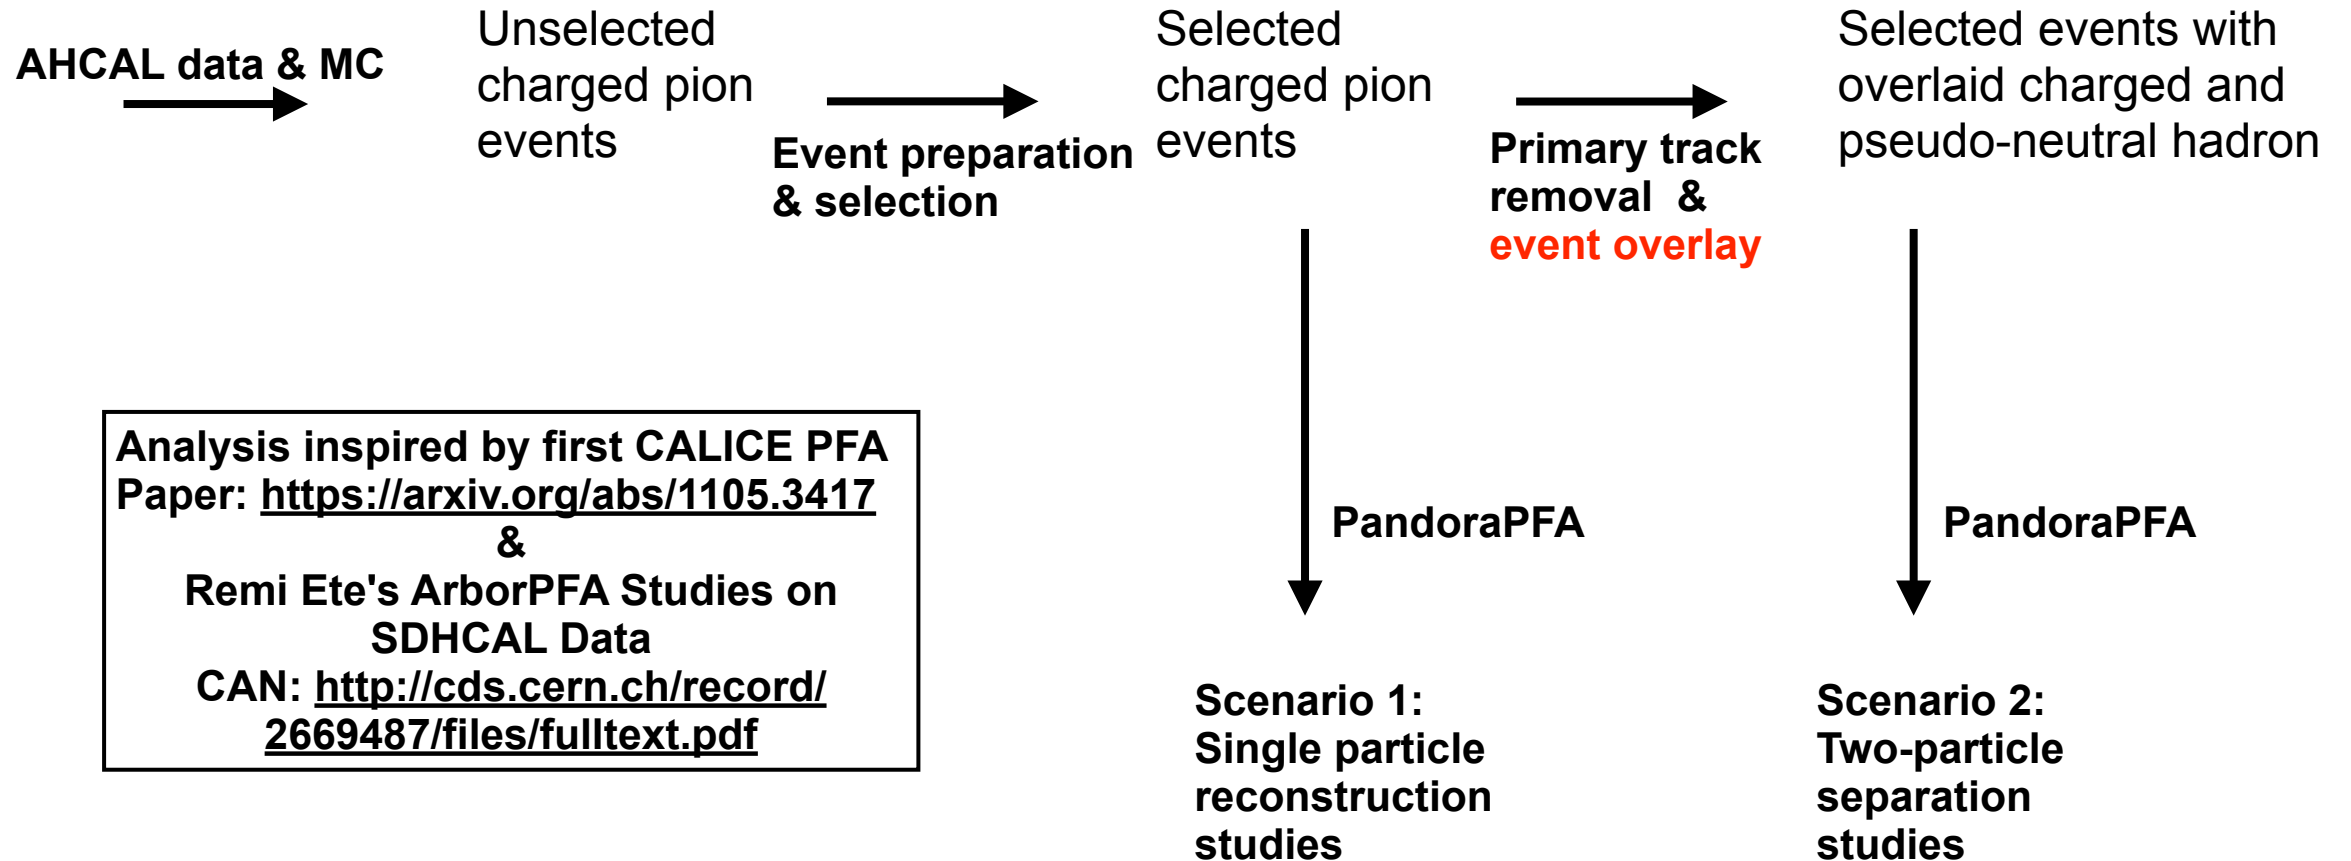 AHCAL data & MC
Unselected
charged pion
events
Event preparation
& selection
Selected
charged pion
events
Primary track
removal &
event overlay
Selected events with
overlaid charged and
pseudo-neutral hadron
Analysis inspired by first CALICE PFA
Paper: https://arxiv.org/abs/1105.3417
&
Remi Ete's ArborPFA Studies on
SDHCAL Data
CAN: http://cds.cern.ch/record/
2669487/files/fulltext.pdf
PandoraPFA
PandoraPFA
Scenario 1:
Single particle
reconstruction
studies
Scenario 2:
Two-particle
separation
studies